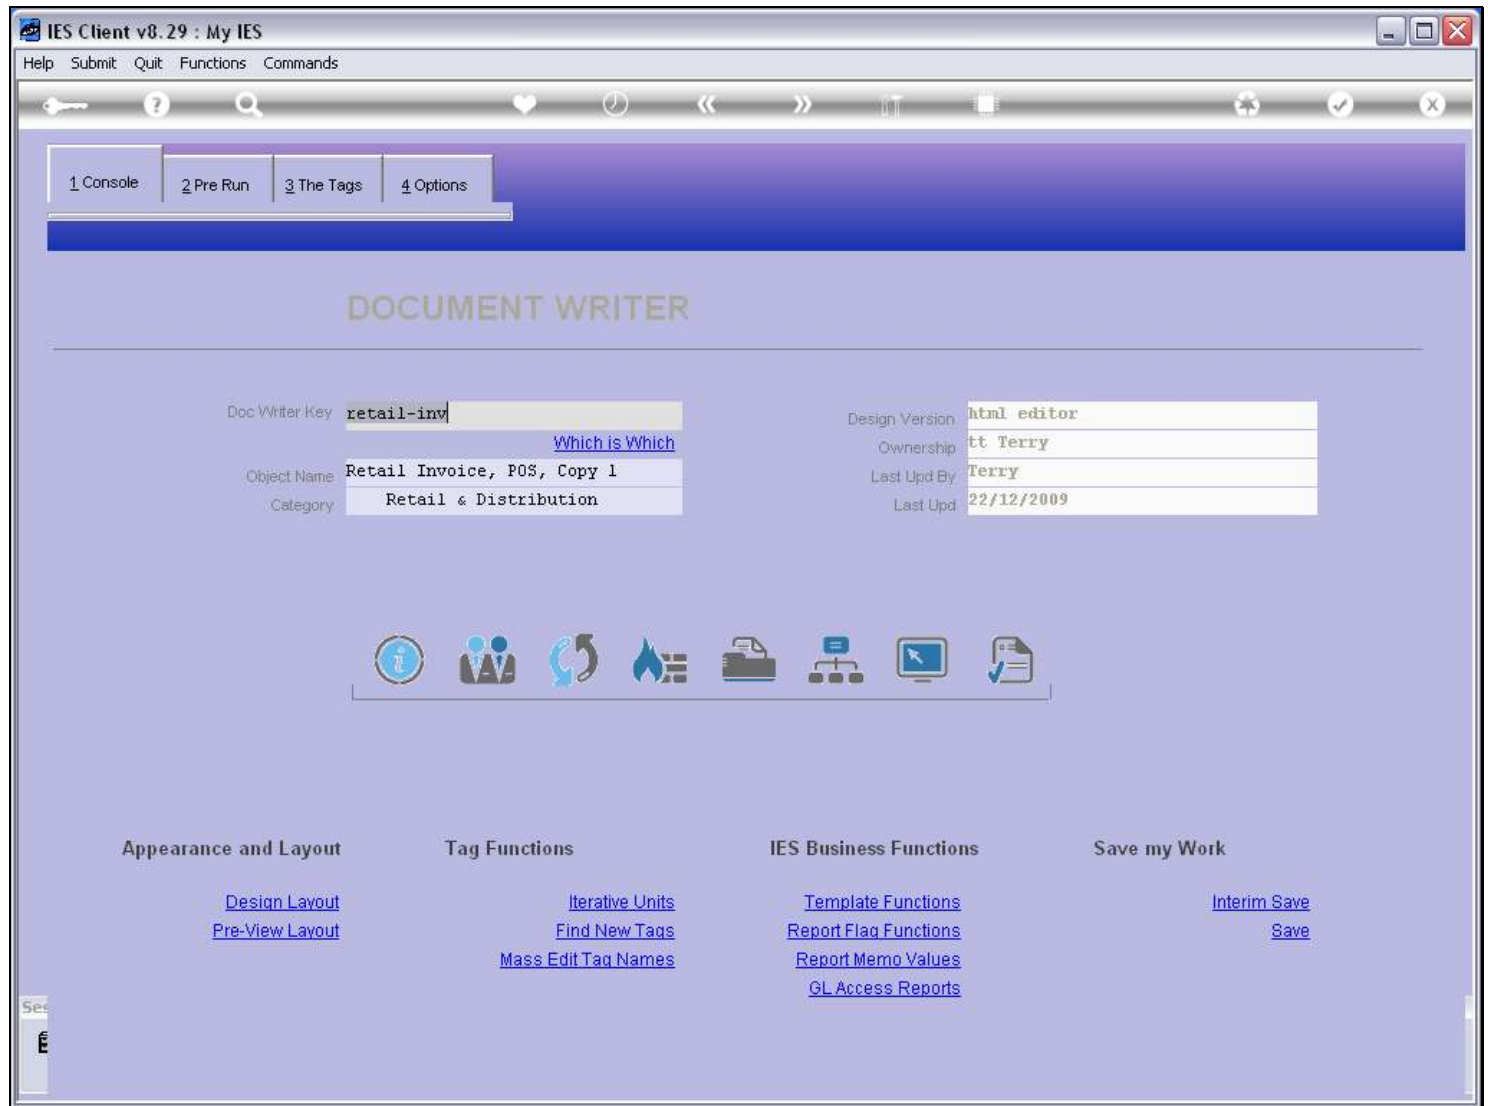 IES Client v8.29 : My IES
Help Submit Quit Functions Commands
1 Console 2 Pre Run 3 The Tags 4 Options
DOCUMENT WRITER
Doc Writer Key retail-inv
Which is Which
Object Name Retail Invoice, POS, Copy 1
Category Retail & Distribution
Design Version html editor
Ownership tt Terry
Last Upd By Terry
Last Upd 22/12/2009
Appearance and Layout
Design Layout
Pre-View Layout
Tag Functions
Iterative Units
Find New Tags
Mass Edit Tag Names
IES Business Functions
Template Functions
Report Flag Functions
Report Memo Values
GL Access Reports
Save my Work
Interim Save
Save